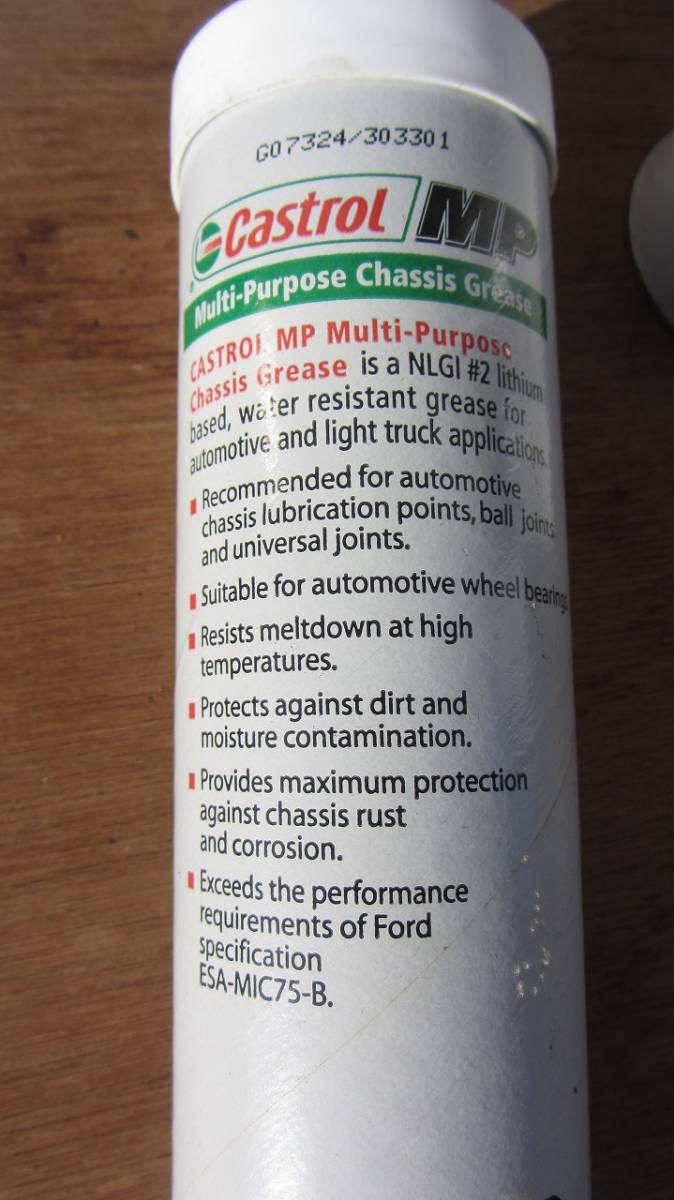 G07324/303301
Castrol MP
Multi-Purpose Chassis Grease
CASTROL MP Multi-Purpose
Chassis Grease is a NLGI #2 lithium
based, water resistant grease for
automotive and light truck applications.
Recommended for automotive
chassis lubrication points, ball joints
and universal joints.
Suitable for automotive wheel bearings
Resists meltdown at high
temperatures.
Protects against dirt and
moisture contamination.
Provides maximum protection
against chassis rust
and corrosion.
Exceeds the performance
requirements of Ford
specification
ESA-MIC75-B.